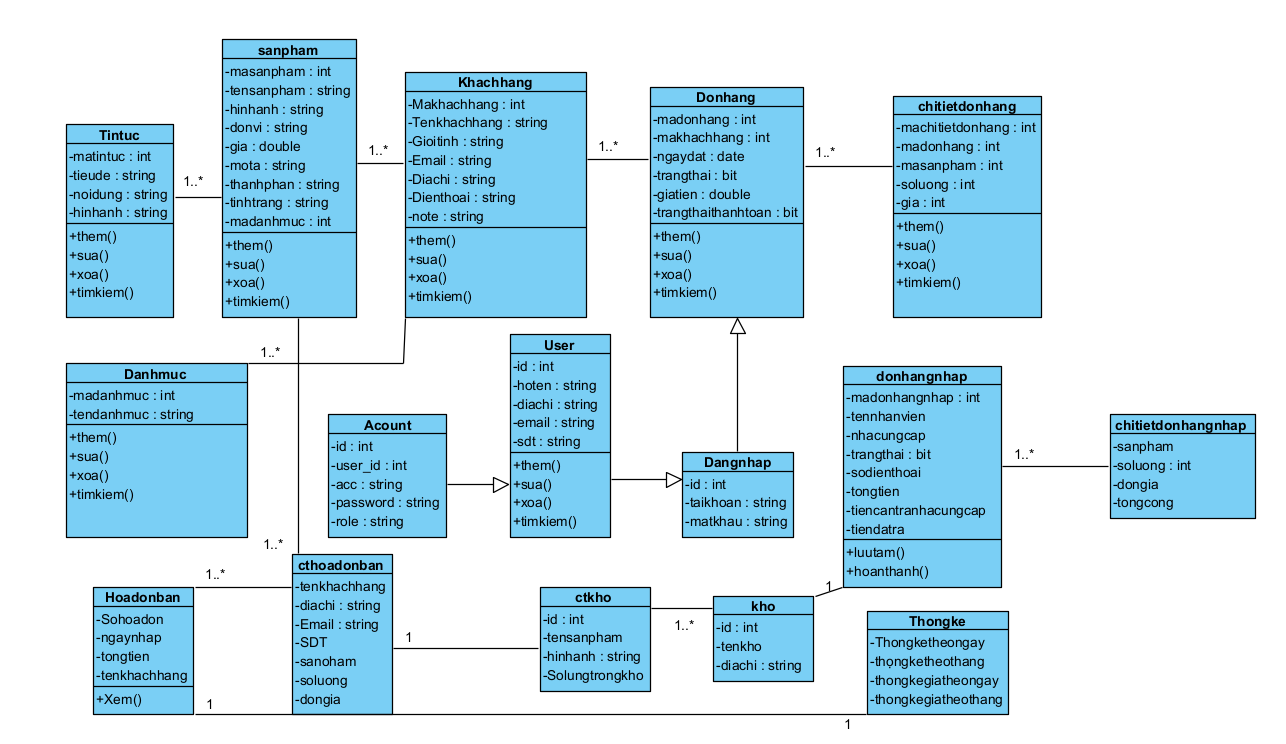 sanpham
-masanpham : int
-tensanpham : string
-hinhanh : string
-donvi : string
-gia : double
-mota : string
-thanhphan : string
-tinhtrang : string
-madanhmuc : int
+them()
+sua()
+xoa()
+timkiem()
Khachhang
-Makhachhang : int
-Tenkhachhang : string
-Gioitinh : string
-Email : string
-Diachi : string
-Dienthoai : string
-note : string
+them()
+sua()
+xoa()
+timkiem()
Donhang
-madonhang : int
-makhachhang : int
-ngaydat : date
-trangthai : bit
-giatien : double
-trangthaithanhtoan : bit
+them()
+sua()
+xoa()
+timkiem()
chitietdonhang
-machitietdonhang : int
-madonhang : int
-masanpham : int
-soluong : int
-gia : int
+them()
+sua()
+xoa()
+timkiem()
Tintuc
-matintuc : int
-tieude : string
-noidung : string
-hinhanh : string
+them()
+sua()
+xoa()
+timkiem()
1..*
1..*
1..*
1..*
1..*
Danhmuc
-madanhmuc : int
-tendanhmuc : string
+them()
+sua()
+xoa()
+timkiem()
Acount
-id : int
-user_id : int
-acc : string
-password : string
-role : string
User
-id : int
-hoten : string
-diachi : string
-email : string
-sdt : string
+them()
+sua()
+xoa()
+timkiem()
Dangnhap
-id : int
-taikhoan : string
-matkhau : string
donhangnhap
-madonhangnhap : int
-tennhanvien
-nhacungcap
-trangthai : bit
-sodienthoai
-tongtien
-tiencantranhacungcap
-tiendatra
+luutam()
+hoanthanh()
1..*
chitietdonhangnhap
-sanpham
-soluong : int
-dongia
-tongcong
1..*
1..*
Hoadonban
-Sohoadon
-ngaynhap
-tongtien
-tenkhachhang
+Xem()
cthoadonban
-tenkhachhang
-diachi : string
-Email : string
-SDT
-sanoham
-soluong
-dongia
1
ctkho
-id : int
-tensanpham
-hinhanh : string
-Solungtrongkho
1..*
kho
-id : int
-tenkho
-diachi : string
1
Thongke
-Thongketheongay
-thọngketheothang
-thongkegiatheongay
-thongkegiatheothang
1
1